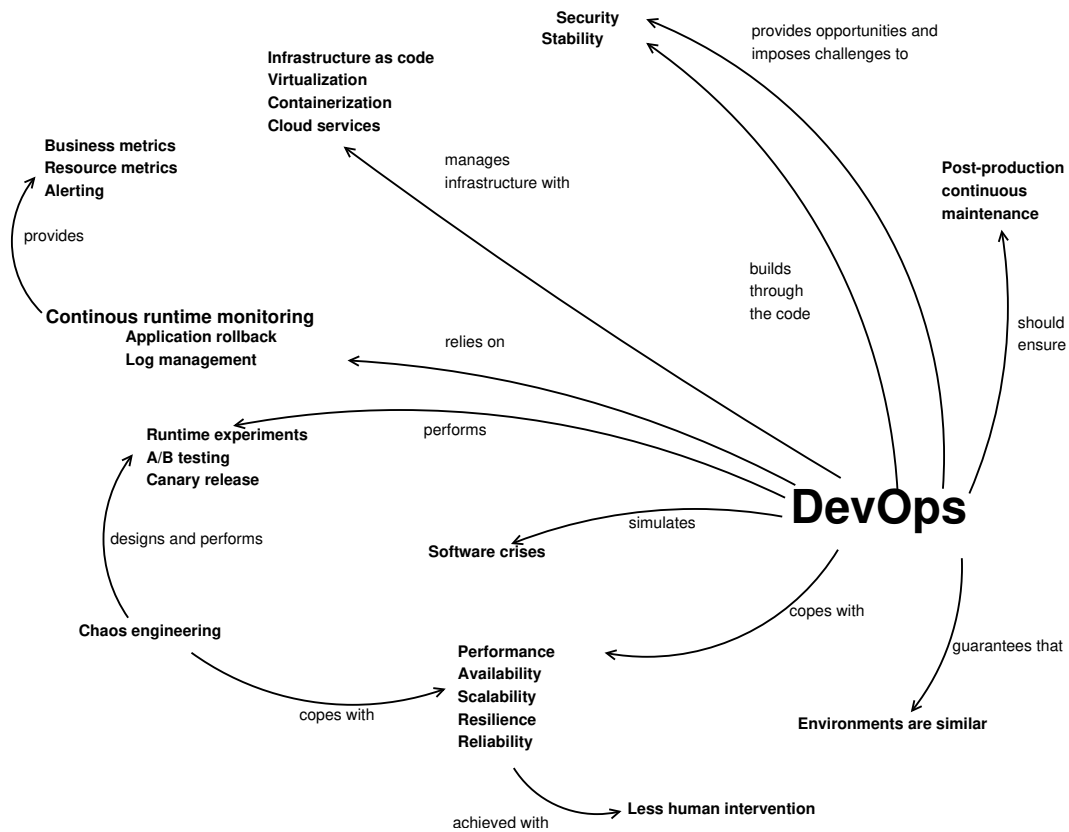 Security
Stability
provides opportunities and
imposes challenges to
Infrastructure as code
Virtualization
Containerization
Cloud services
Business metrics
Resource metrics
Alerting
manages
infrastructure with
Post-production
continuous
maintenance
provides
builds
through
the code
Continous runtime monitoring
Application rollback
Log management
relies on
should
ensure
performs
Runtime experiments
A/B testing
Canary release
DevOps
simulates
designs and performs
Software crises
copes with
Chaos engineering
Performance
Availability
Scalability
Resilience
Reliability
guarantees that
copes with
Environments are similar
Less human intervention
achieved with